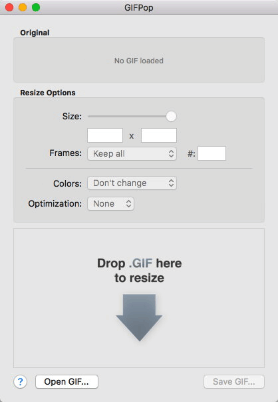 GIFPop
Original
No GIF loaded
Resize Options
Size:
x
Frames: Keep all #:
Colors: Don't change
Optimization: None
Drop .GIF here
to resize
? Open GIF... Save GIF...